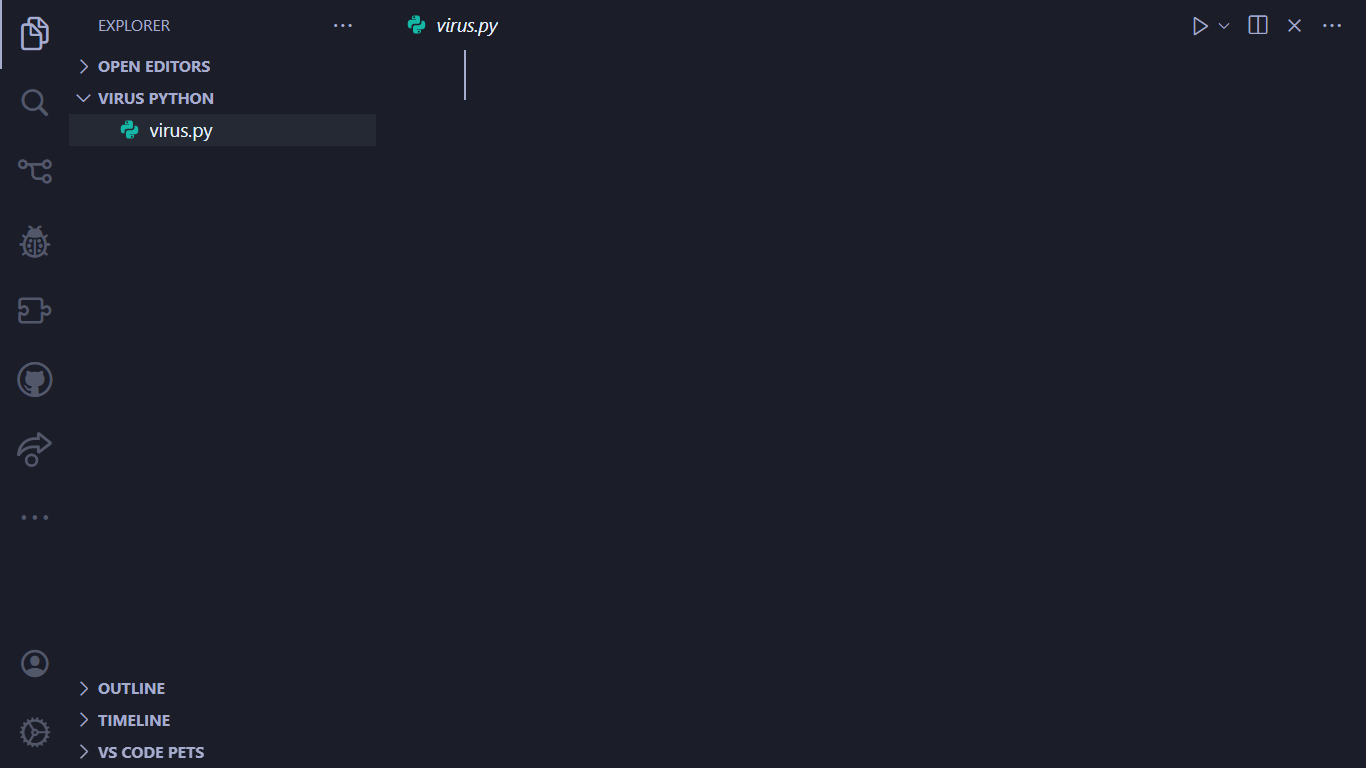 EXPLORER
virus.py
OPEN EDITORS
VIRUS PYTHON
virus.py
OUTLINE
TIMELINE
VS CODE PETS